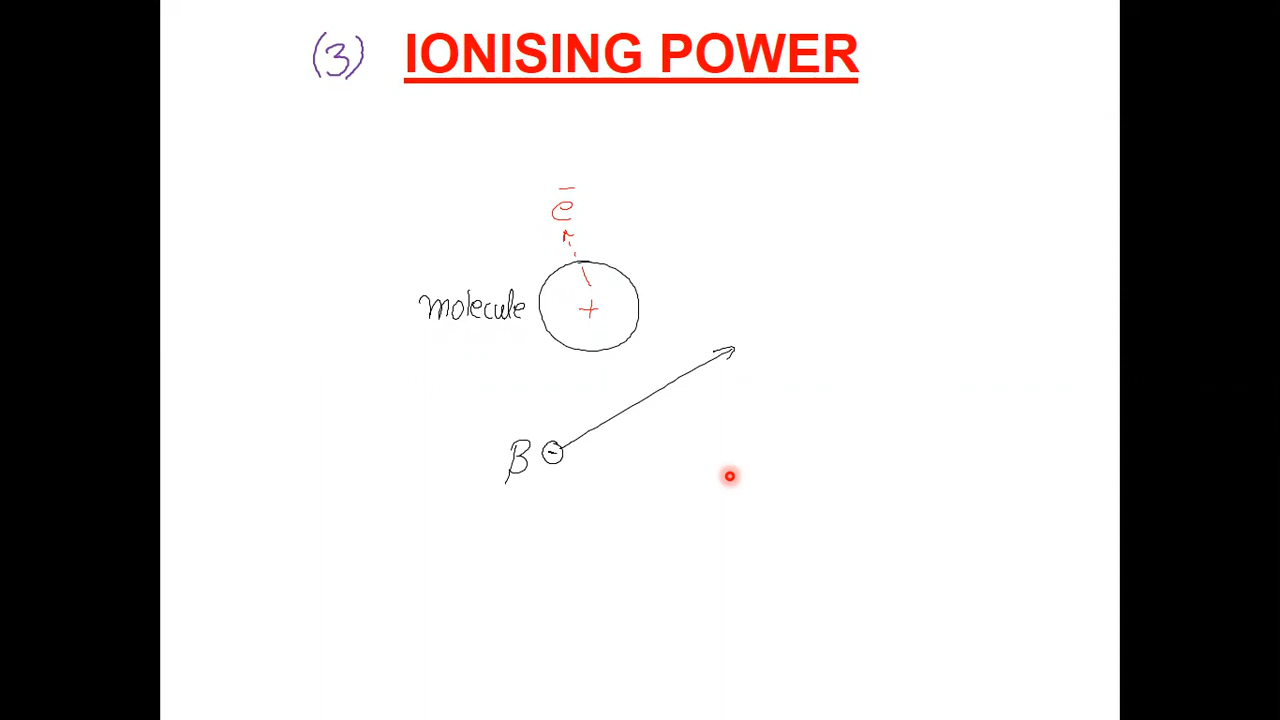 (3) IONISING POWER
e⁻
molecule +
β -